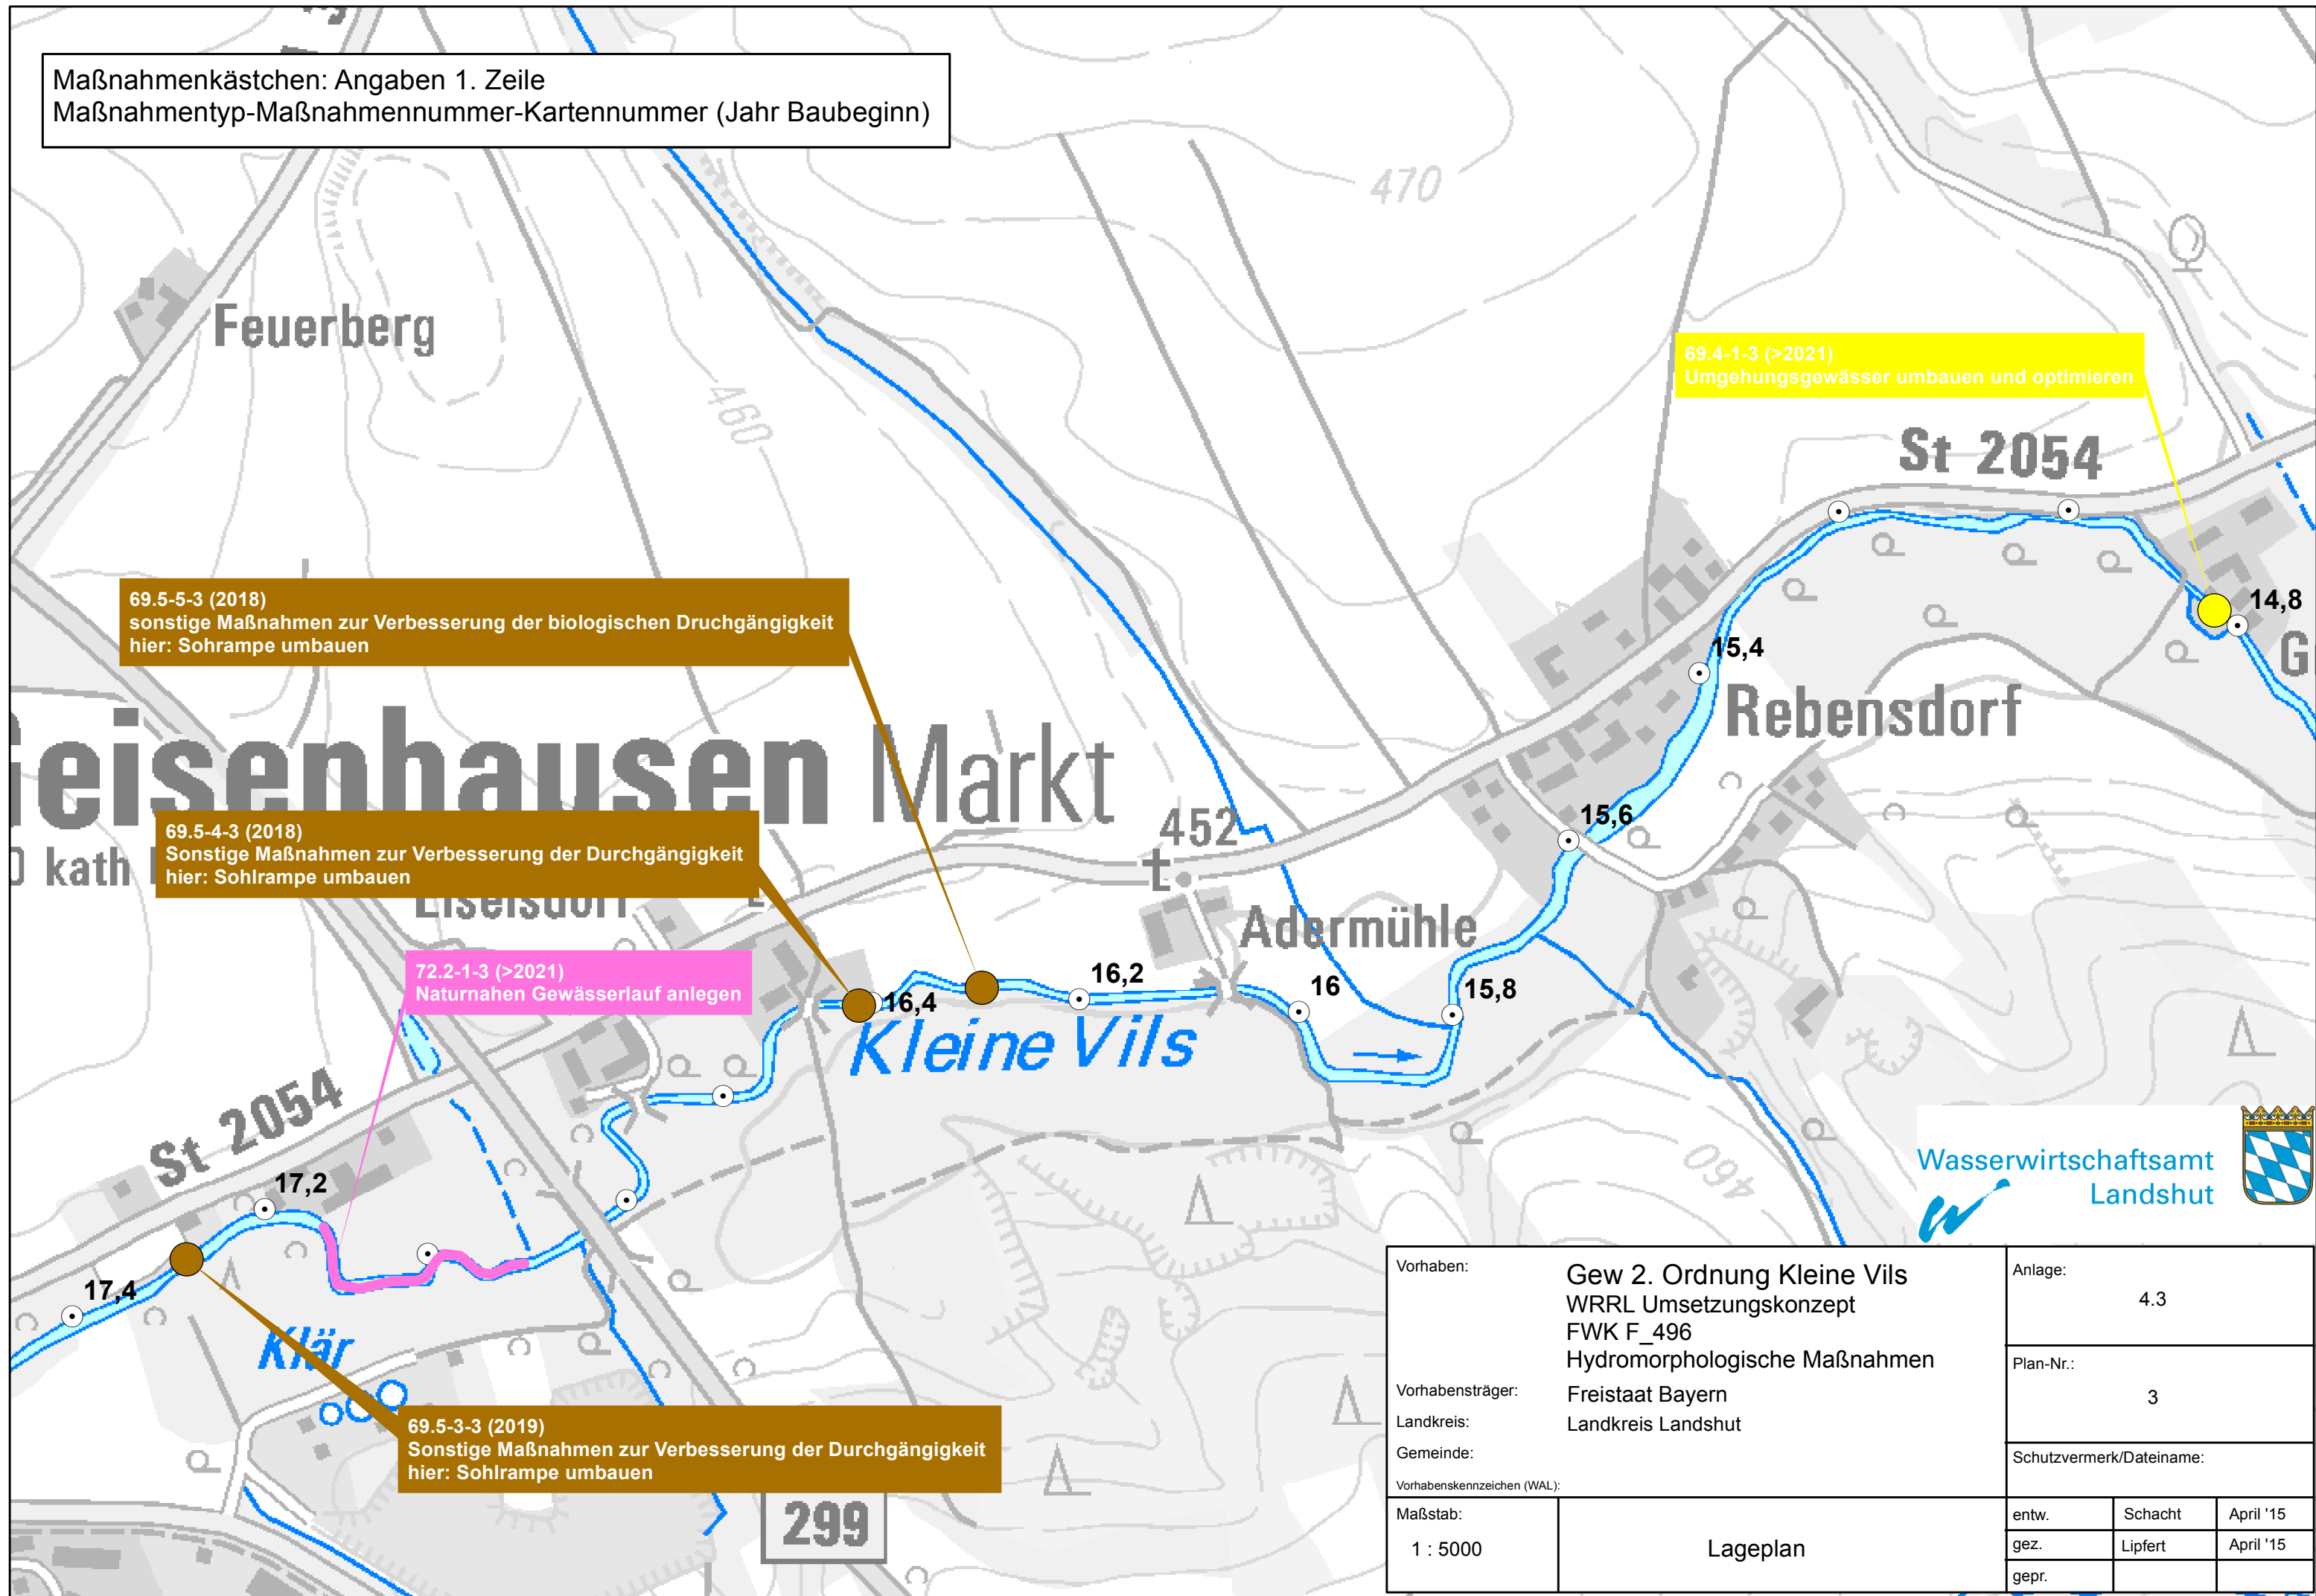 Maßnahmenkästchen: Angaben 1. Zeile
Maßnahmentyp-Maßnahmennummer-Kartennummer (Jahr Baubeginn)
470
Feuerberg
460
69.4-1-3 (>2021)
Umgehungsgewässer umbauen und optimieren
St 2054
69.5-5-3 (2018)
sonstige Maßnahmen zur Verbesserung der biologischen Druchgängigkeit
hier: Sohrampe umbauen
14,8
G
15,4
Rebensdorf
eisenhausen Markt
452
15,6
69.5-4-3 (2018)
Sonstige Maßnahmen zur Verbesserung der Durchgängigkeit
hier: Sohlrampe umbauen
kath
Eiselsdorf
Adermühle
72.2-1-3 (>2021)
Naturnahen Gewässerlauf anlegen
16,4
16,2
16
15,8
Kleine Vils
St 2054
460
17,2
17,4
Klär
69.5-3-3 (2019)
Sonstige Maßnahmen zur Verbesserung der Durchgängigkeit
hier: Sohlrampe umbauen
299
Wasserwirtschaftsamt
Landshut
Vorhaben:
Gew 2. Ordnung Kleine Vils
WRRL Umsetzungskonzept
FWK F_496
Hydromorphologische Maßnahmen
Vorhabensträger: Freistaat Bayern
Landkreis: Landkreis Landshut
Gemeinde:
Vorhabenskennzeichen (WAL):
Anlage:
4.3
Plan-Nr.:
3
Schutzvermerk/Dateiname:
Maßstab:
1 : 5000
Lageplan
entw. Schacht April '15
gez. Lipfert April '15
gepr.